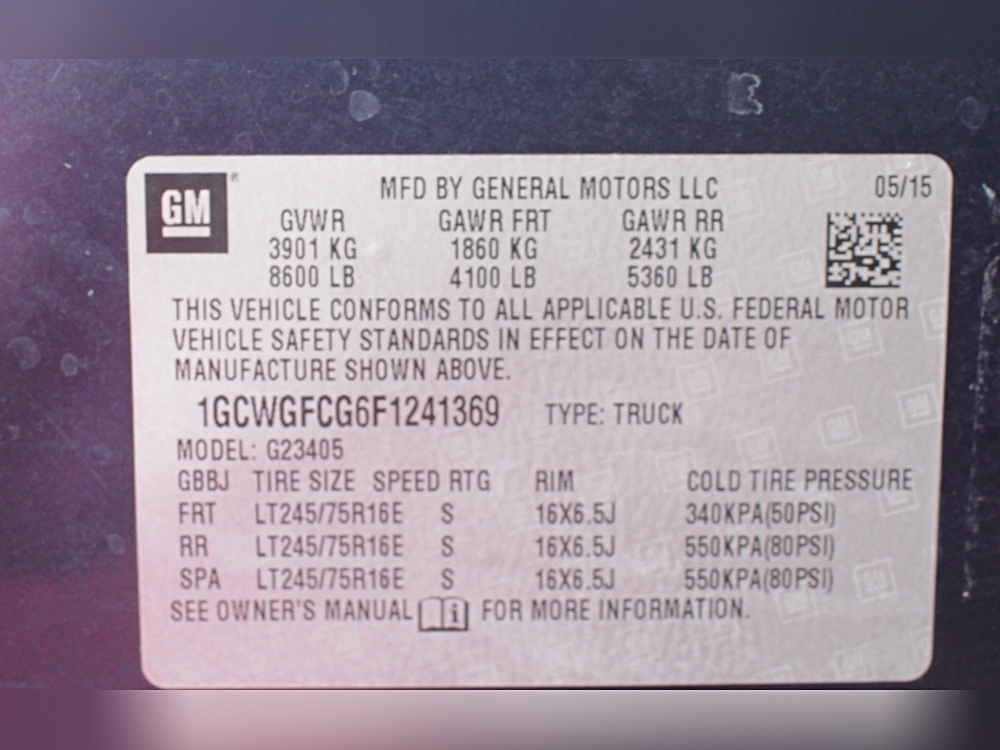 GM
MFD BY GENERAL MOTORS LLC 05/15
GVWR GAWR FRT GAWR RR
3901 KG 1860 KG 2431 KG
8600 LB 4100 LB 5360 LB
THIS VEHICLE CONFORMS TO ALL APPLICABLE U.S. FEDERAL MOTOR
VEHICLE SAFETY STANDARDS IN EFFECT ON THE DATE OF
MANUFACTURE SHOWN ABOVE.
1GCWGFCG6F1241369 TYPE: TRUCK
MODEL: G23405
GBBJ TIRE SIZE SPEED RTG RIM COLD TIRE PRESSURE
FRT LT245/75R16E S 16X6.5J 340KPA(50PSI)
RR LT245/75R16E S 16X6.5J 550KPA(80PSI)
SPA LT245/75R16E S 16X6.5J 550KPA(80PSI)
SEE OWNER'S MANUAL i FOR MORE INFORMATION.